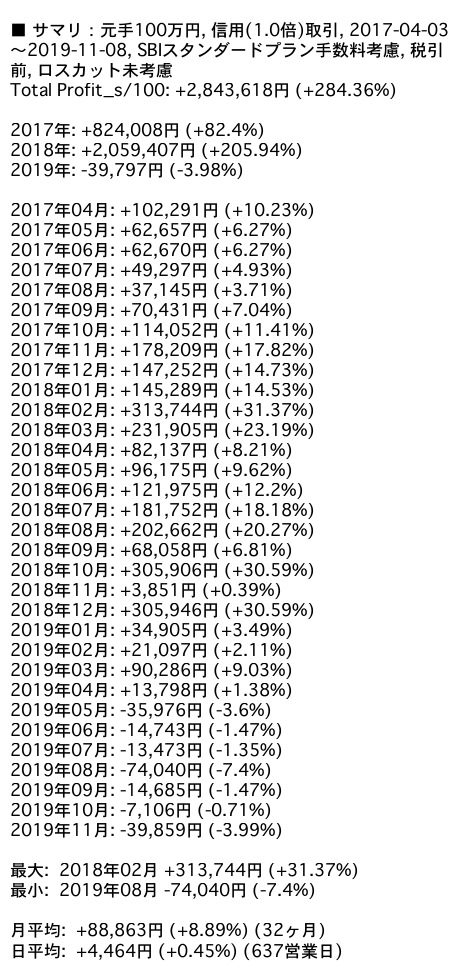 ■ サマリ : 元手100万円, 信用(1.0倍)取引, 2017-04-03
〜2019-11-08, SBIスタンダードプラン手数料考慮, 税引
前, ロスカット未考慮
Total Profit_s/100: +2,843,618円 (+284.36%)
2017年: +824,008円 (+82.4%)
2018年: +2,059,407円 (+205.94%)
2019年: -39,797円 (-3.98%)
2017年04月: +102,291円 (+10.23%)
2017年05月: +62,657円 (+6.27%)
2017年06月: +62,670円 (+6.27%)
2017年07月: +49,297円 (+4.93%)
2017年08月: +37,145円 (+3.71%)
2017年09月: +70,431円 (+7.04%)
2017年10月: +114,052円 (+11.41%)
2017年11月: +178,209円 (+17.82%)
2017年12月: +147,252円 (+14.73%)
2018年01月: +145,289円 (+14.53%)
2018年02月: +313,744円 (+31.37%)
2018年03月: +231,905円 (+23.19%)
2018年04月: +82,137円 (+8.21%)
2018年05月: +96,175円 (+9.62%)
2018年06月: +121,975円 (+12.2%)
2018年07月: +181,752円 (+18.18%)
2018年08月: +202,662円 (+20.27%)
2018年09月: +68,058円 (+6.81%)
2018年10月: +305,906円 (+30.59%)
2018年11月: +3,851円 (+0.39%)
2018年12月: +305,946円 (+30.59%)
2019年01月: +34,905円 (+3.49%)
2019年02月: +21,097円 (+2.11%)
2019年03月: +90,286円 (+9.03%)
2019年04月: +13,798円 (+1.38%)
2019年05月: -35,976円 (-3.6%)
2019年06月: -14,743円 (-1.47%)
2019年07月: -13,473円 (-1.35%)
2019年08月: -74,040円 (-7.4%)
2019年09月: -14,685円 (-1.47%)
2019年10月: -7,106円 (-0.71%)
2019年11月: -39,859円 (-3.99%)
最大: 2018年02月 +313,744円 (+31.37%)
最小: 2019年08月 -74,040円 (-7.4%)
月平均: +88,863円 (+8.89%) (32ヶ月)
日平均: +4,464円 (+0.45%) (637営業日)